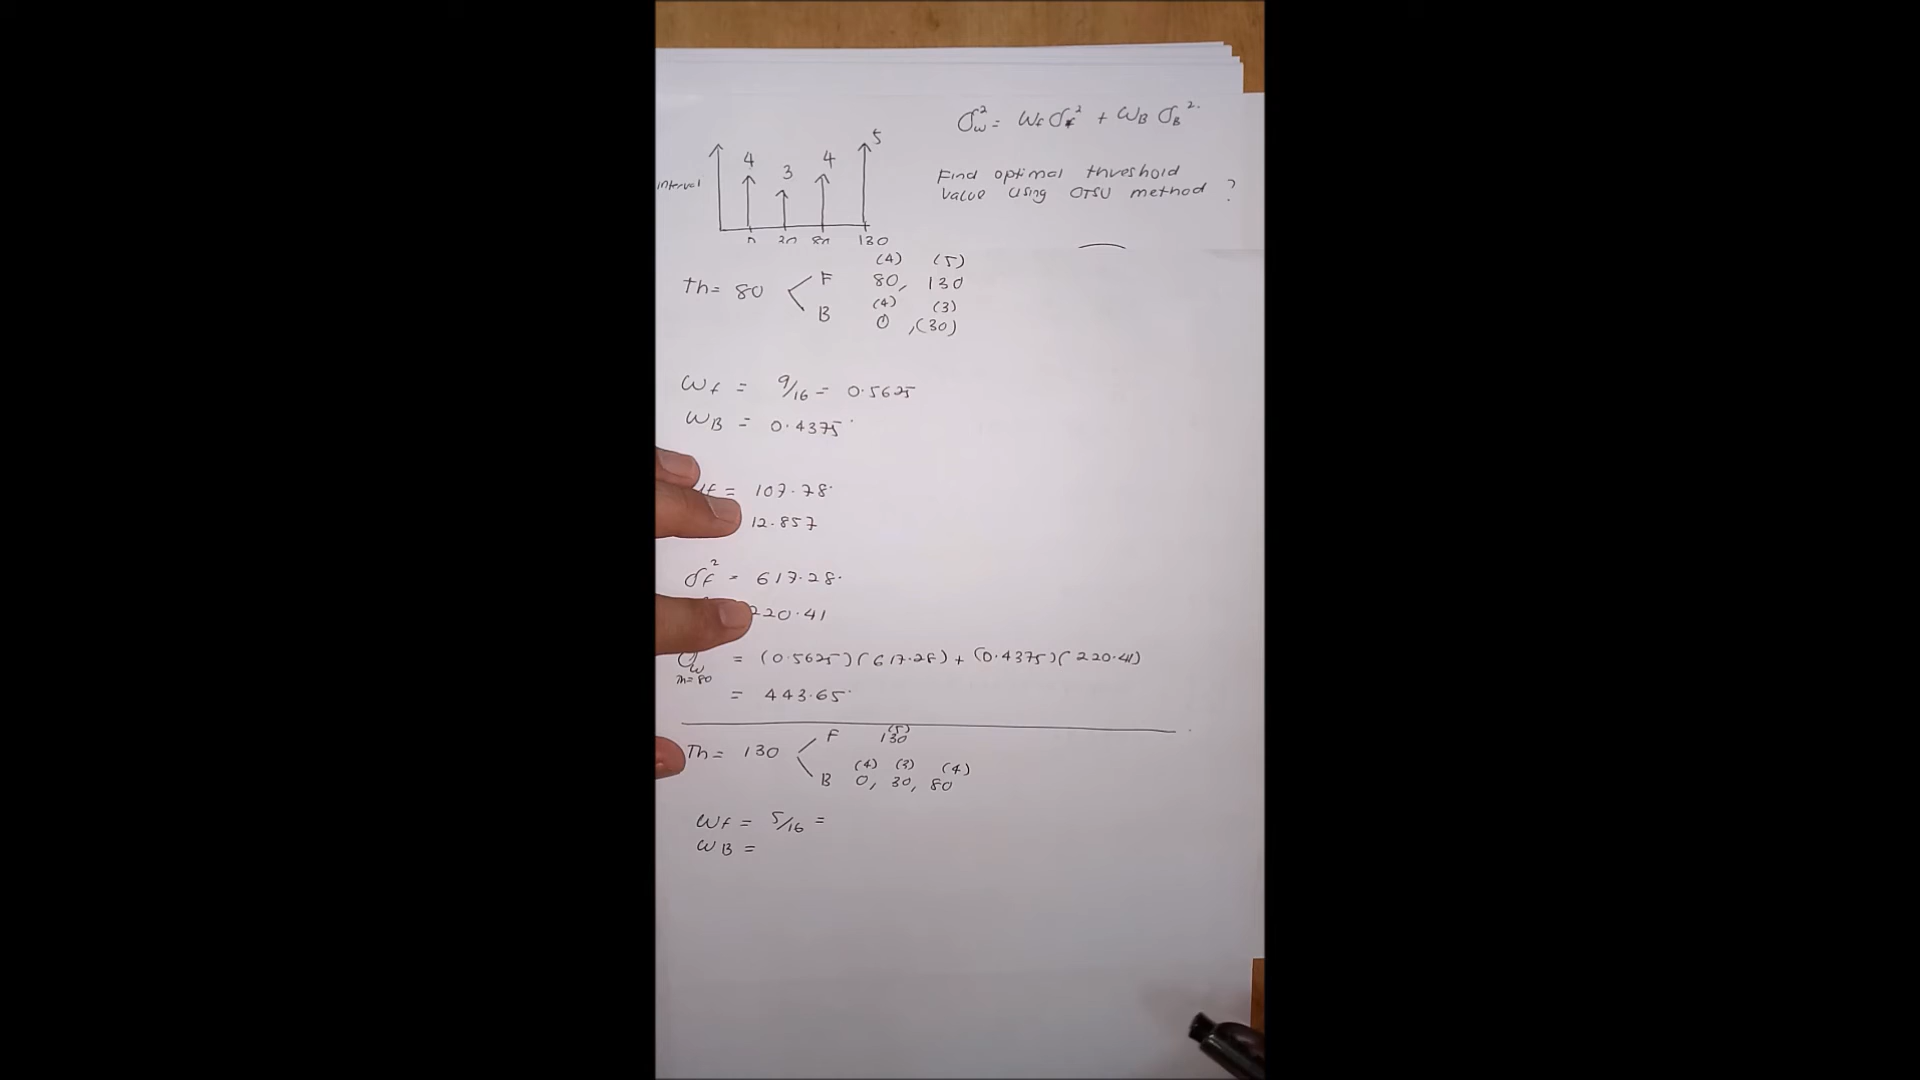 σw² = Wfσf² + WB σB²
Find optimal threshold
value using OTSU method ?
5
4 3 4
Interval
0 30 80 130
(4) (5)
Th = 80 F 80, 130
(4) (3)
B 0, (30)
Wf = 9/16 = 0.5625
WB = 0.4375
f = 107.78
12.857
σf² = 617.28
220.41
σw = (0.5625)(617.28) + (0.4375)(220.41)
Th=80
= 443.65
(5)
Th = 130 F 130
(4) (3) (4)
B 0, 30, 80
Wf = 5/16 =
WB =